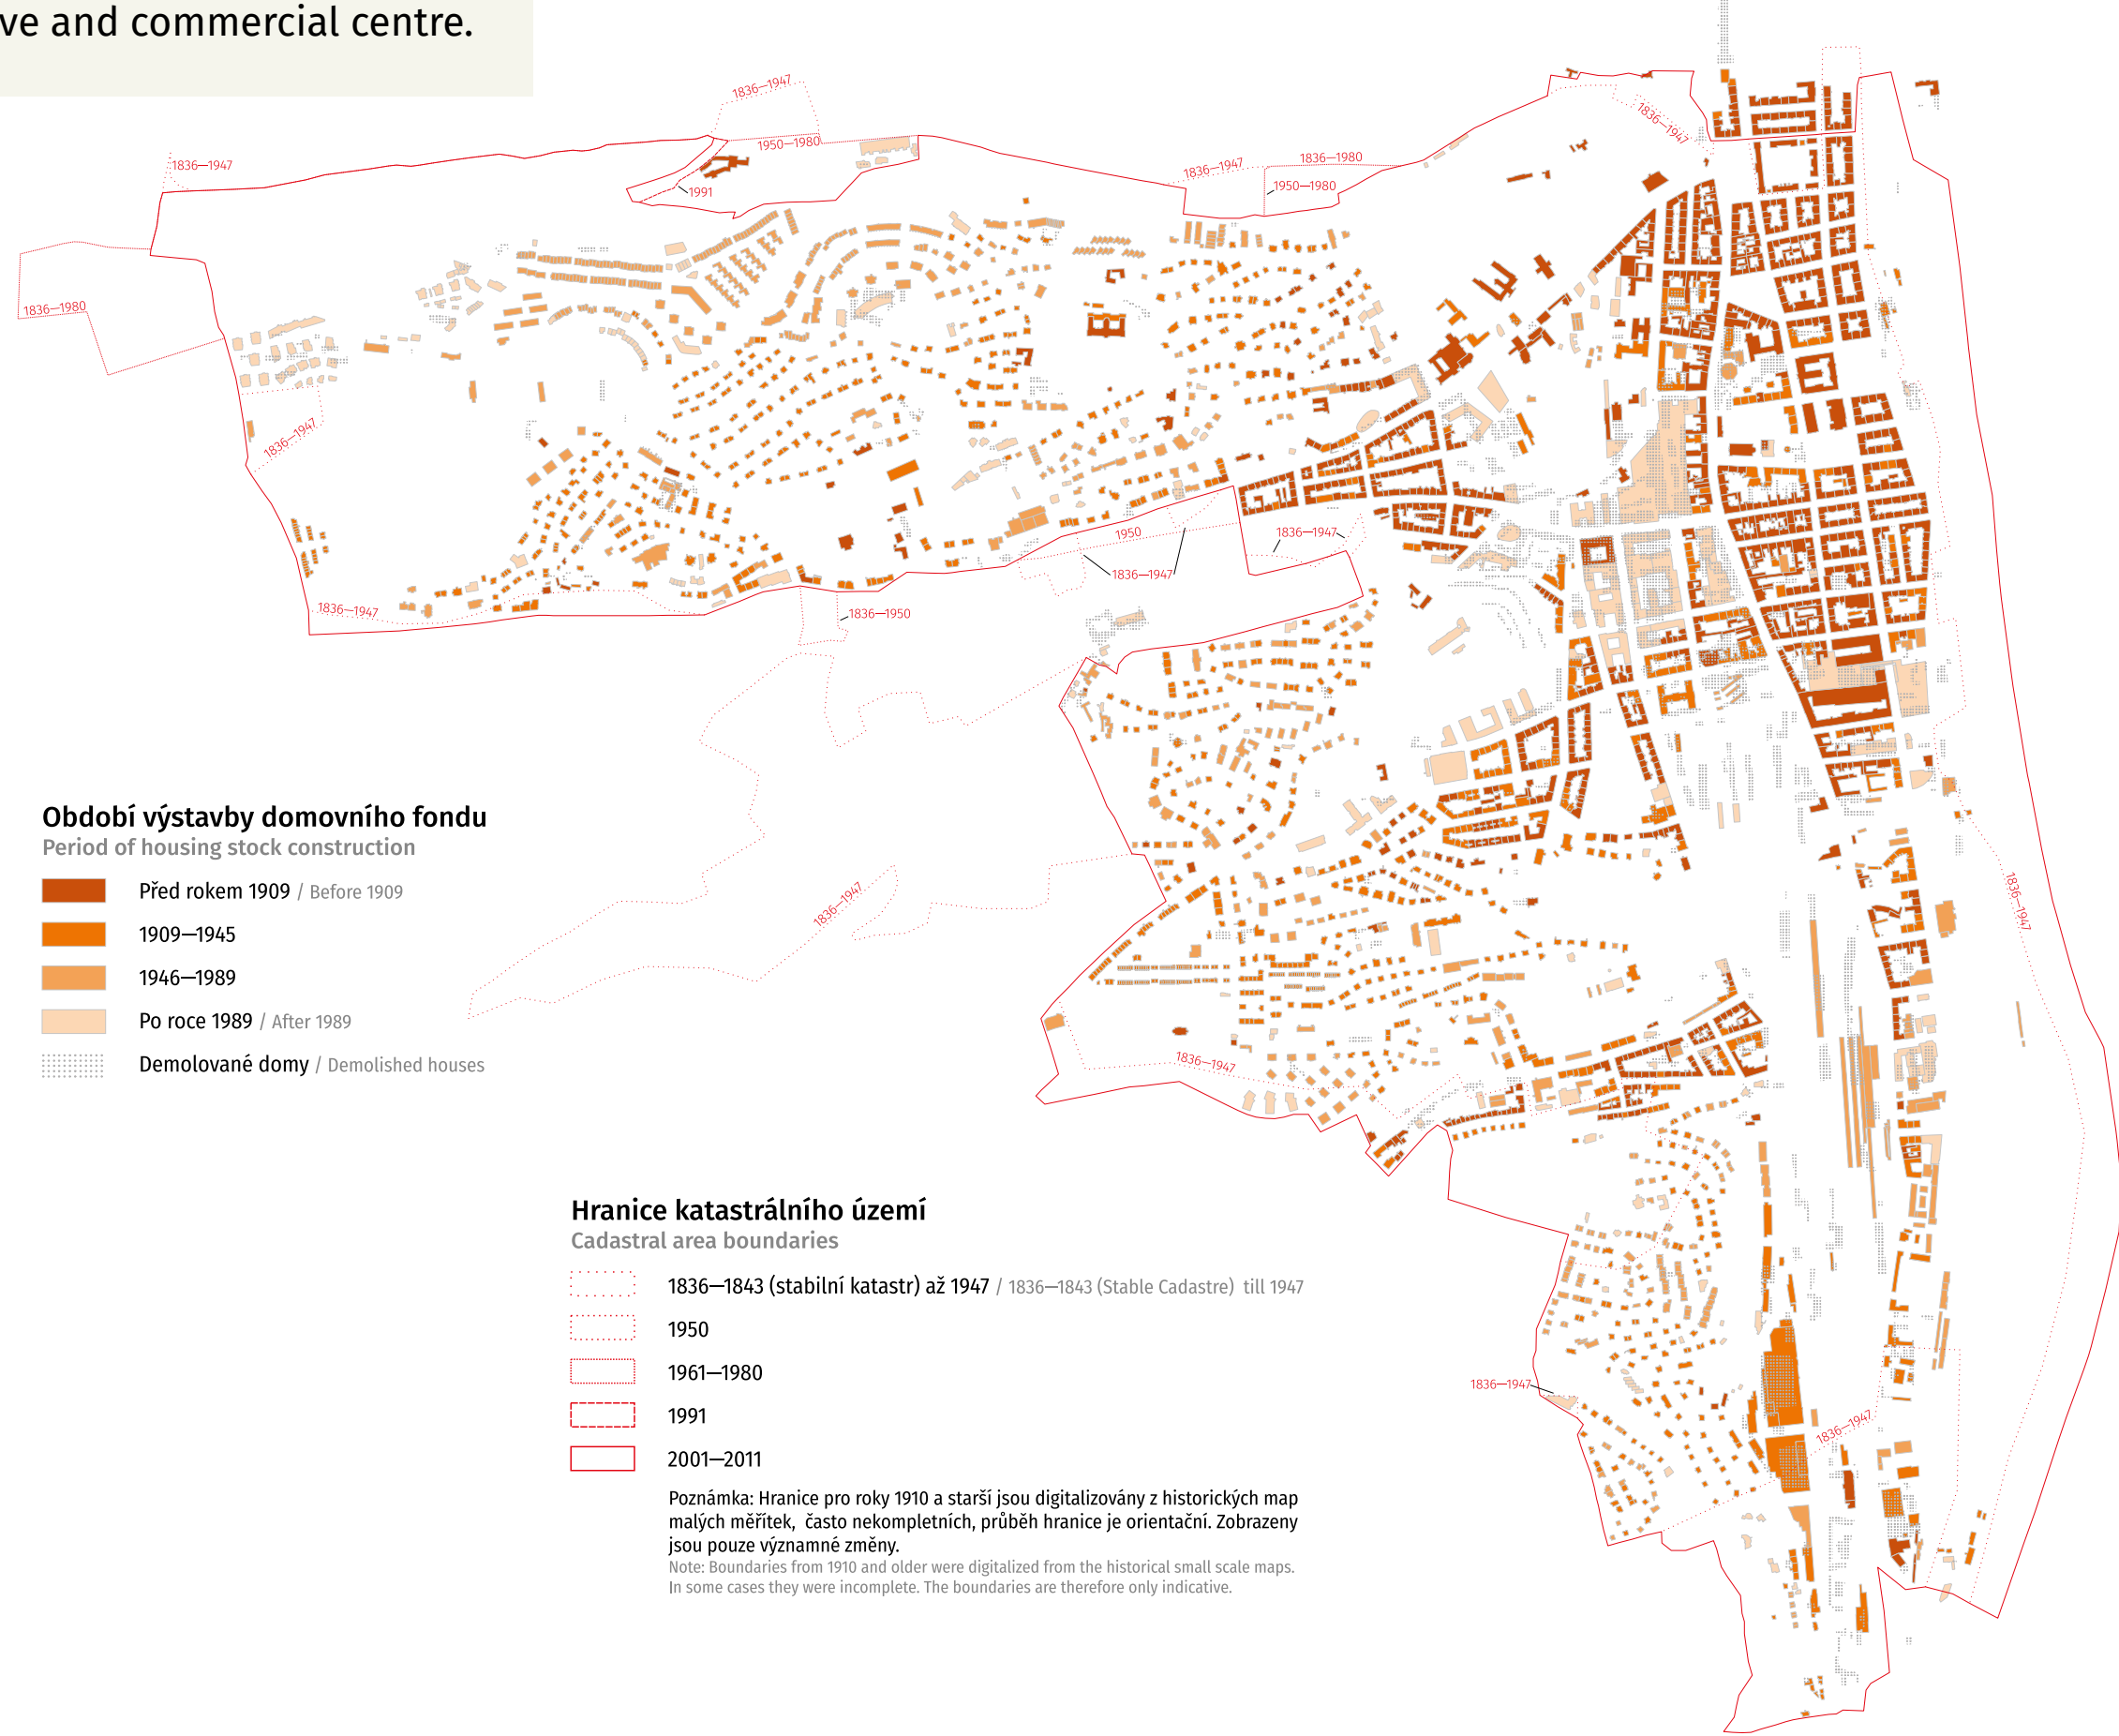 ve and commercial centre.
1836—1947
1836—1947
1950—1980
1836—1947
1991
1836—1947
1836—1980
1950—1980
1836—1947
1836—1980
1836—1947
1950
1836—1947
1836—1947
1836—1947
1836—1950
1836—1947
1836—1947
1836—1947
1836—1947
1836—1947
Období výstavby domovního fondu
Period of housing stock construction
Před rokem 1909 / Before 1909
1909—1945
1946—1989
Po roce 1989 / After 1989
Demolované domy / Demolished houses
Hranice katastrálního území
Cadastral area boundaries
1836—1843 (stabilní katastr) až 1947 / 1836—1843 (Stable Cadastre) till 1947
1950
1961—1980
1991
2001—2011
Poznámka: Hranice pro roky 1910 a starší jsou digitalizovány z historických map
malých měřítek, často nekompletních, průběh hranice je orientační. Zobrazeny
jsou pouze významné změny.
Note: Boundaries from 1910 and older were digitalized from the historical small scale maps.
In some cases they were incomplete. The boundaries are therefore only indicative.